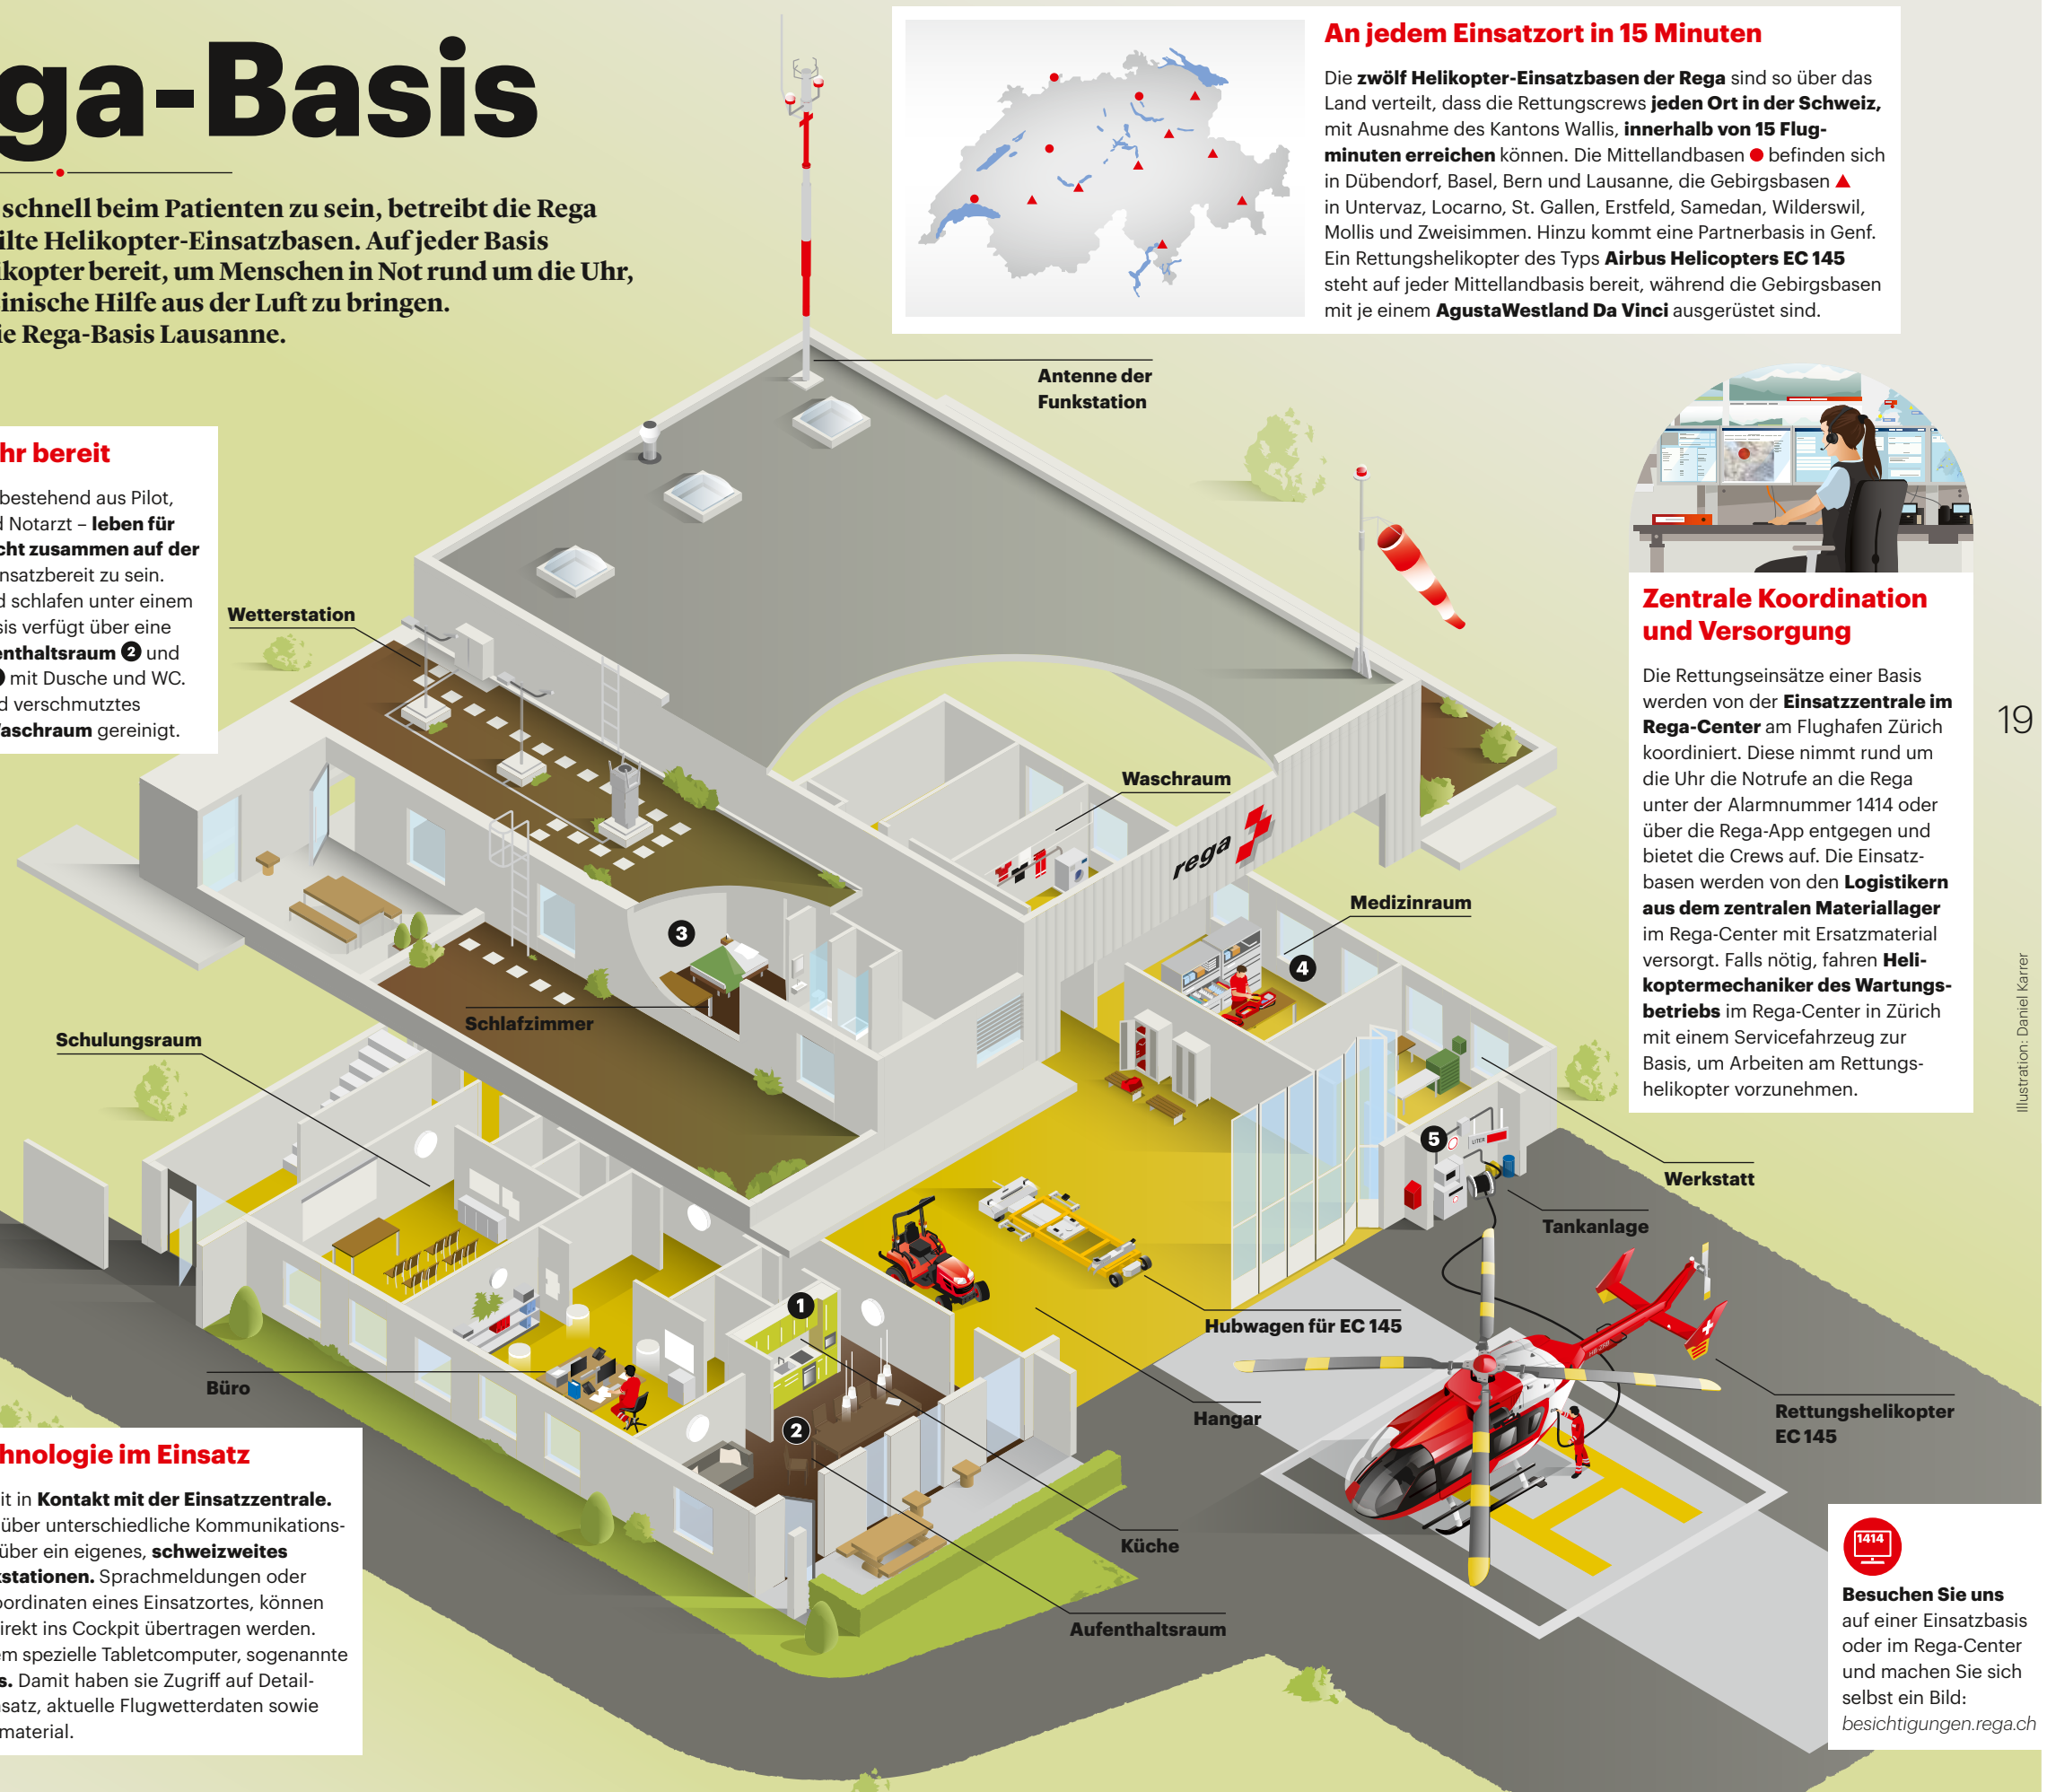 ga-Basis
schnell beim Patienten zu sein, betreibt die Rega
ilte Helikopter-Einsatzbasen. Auf jeder Basis
ikopter bereit, um Menschen in Not rund um die Uhr,
inische Hilfe aus der Luft zu bringen.
ie Rega-Basis Lausanne.
An jedem Einsatzort in 15 Minuten
Die zwölf Helikopter-Einsatzbasen der Rega sind so über das
Land verteilt, dass die Rettungscrews jeden Ort in der Schweiz,
mit Ausnahme des Kantons Wallis, innerhalb von 15 Flug-
minuten erreichen können. Die Mittellandbasen ● befinden sich
in Dübendorf, Basel, Bern und Lausanne, die Gebirgsbasen ▲
in Untervaz, Locarno, St. Gallen, Erstfeld, Samedan, Wilderswil,
Mollis und Zweisimmen. Hinzu kommt eine Partnerbasis in Genf.
Ein Rettungshelikopter des Typs Airbus Helicopters EC 145
steht auf jeder Mittellandbasis bereit, während die Gebirgsbasen
mit je einem AgustaWestland Da Vinci ausgerüstet sind.
Antenne der
Funkstation
hr bereit
bestehend aus Pilot,
d Notarzt – leben für
cht zusammen auf der
insatzbereit zu sein.
d schlafen unter einem
sis verfügt über eine
enthaltsraum 2 und
mit Dusche und WC.
d verschmutztes
Waschraum gereinigt.
Wetterstation
Zentrale Koordination
und Versorgung
Die Rettungseinsätze einer Basis
werden von der Einsatzzentrale im
Rega-Center am Flughafen Zürich
koordiniert. Diese nimmt rund um
die Uhr die Notrufe an die Rega
unter der Alarmnummer 1414 oder
über die Rega-App entgegen und
bietet die Crews auf. Die Einsatz-
basen werden von den Logistikern
aus dem zentralen Materiallager
im Rega-Center mit Ersatzmaterial
versorgt. Falls nötig, fahren Heli-
koptermechaniker des Wartungs-
betriebs im Rega-Center in Zürich
mit einem Servicefahrzeug zur
Basis, um Arbeiten am Rettungs-
helikopter vorzunehmen.
19
Illustration: Daniel Karrer
Waschraum
rega
Medizinraum
3
4
Schlafzimmer
Schulungsraum
5
LITER
Werkstatt
Tankanlage
1
Hubwagen für EC 145
HB-ZRB
Büro
2
Hangar
Rettungshelikopter
EC 145
Küche
Aufenthaltsraum
hnologie im Einsatz
it in Kontakt mit der Einsatzzentrale.
über unterschiedliche Kommunikations-
über ein eigenes, schweizweites
kstationen. Sprachmeldungen oder
oordinaten eines Einsatzortes, können
irekt ins Cockpit übertragen werden.
em spezielle Tabletcomputer, sogenannte
s. Damit haben sie Zugriff auf Detail-
nsatz, aktuelle Flugwetterdaten sowie
material.
1414
Besuchen Sie uns
auf einer Einsatzbasis
oder im Rega-Center
und machen Sie sich
selbst ein Bild:
besichtigungen.rega.ch